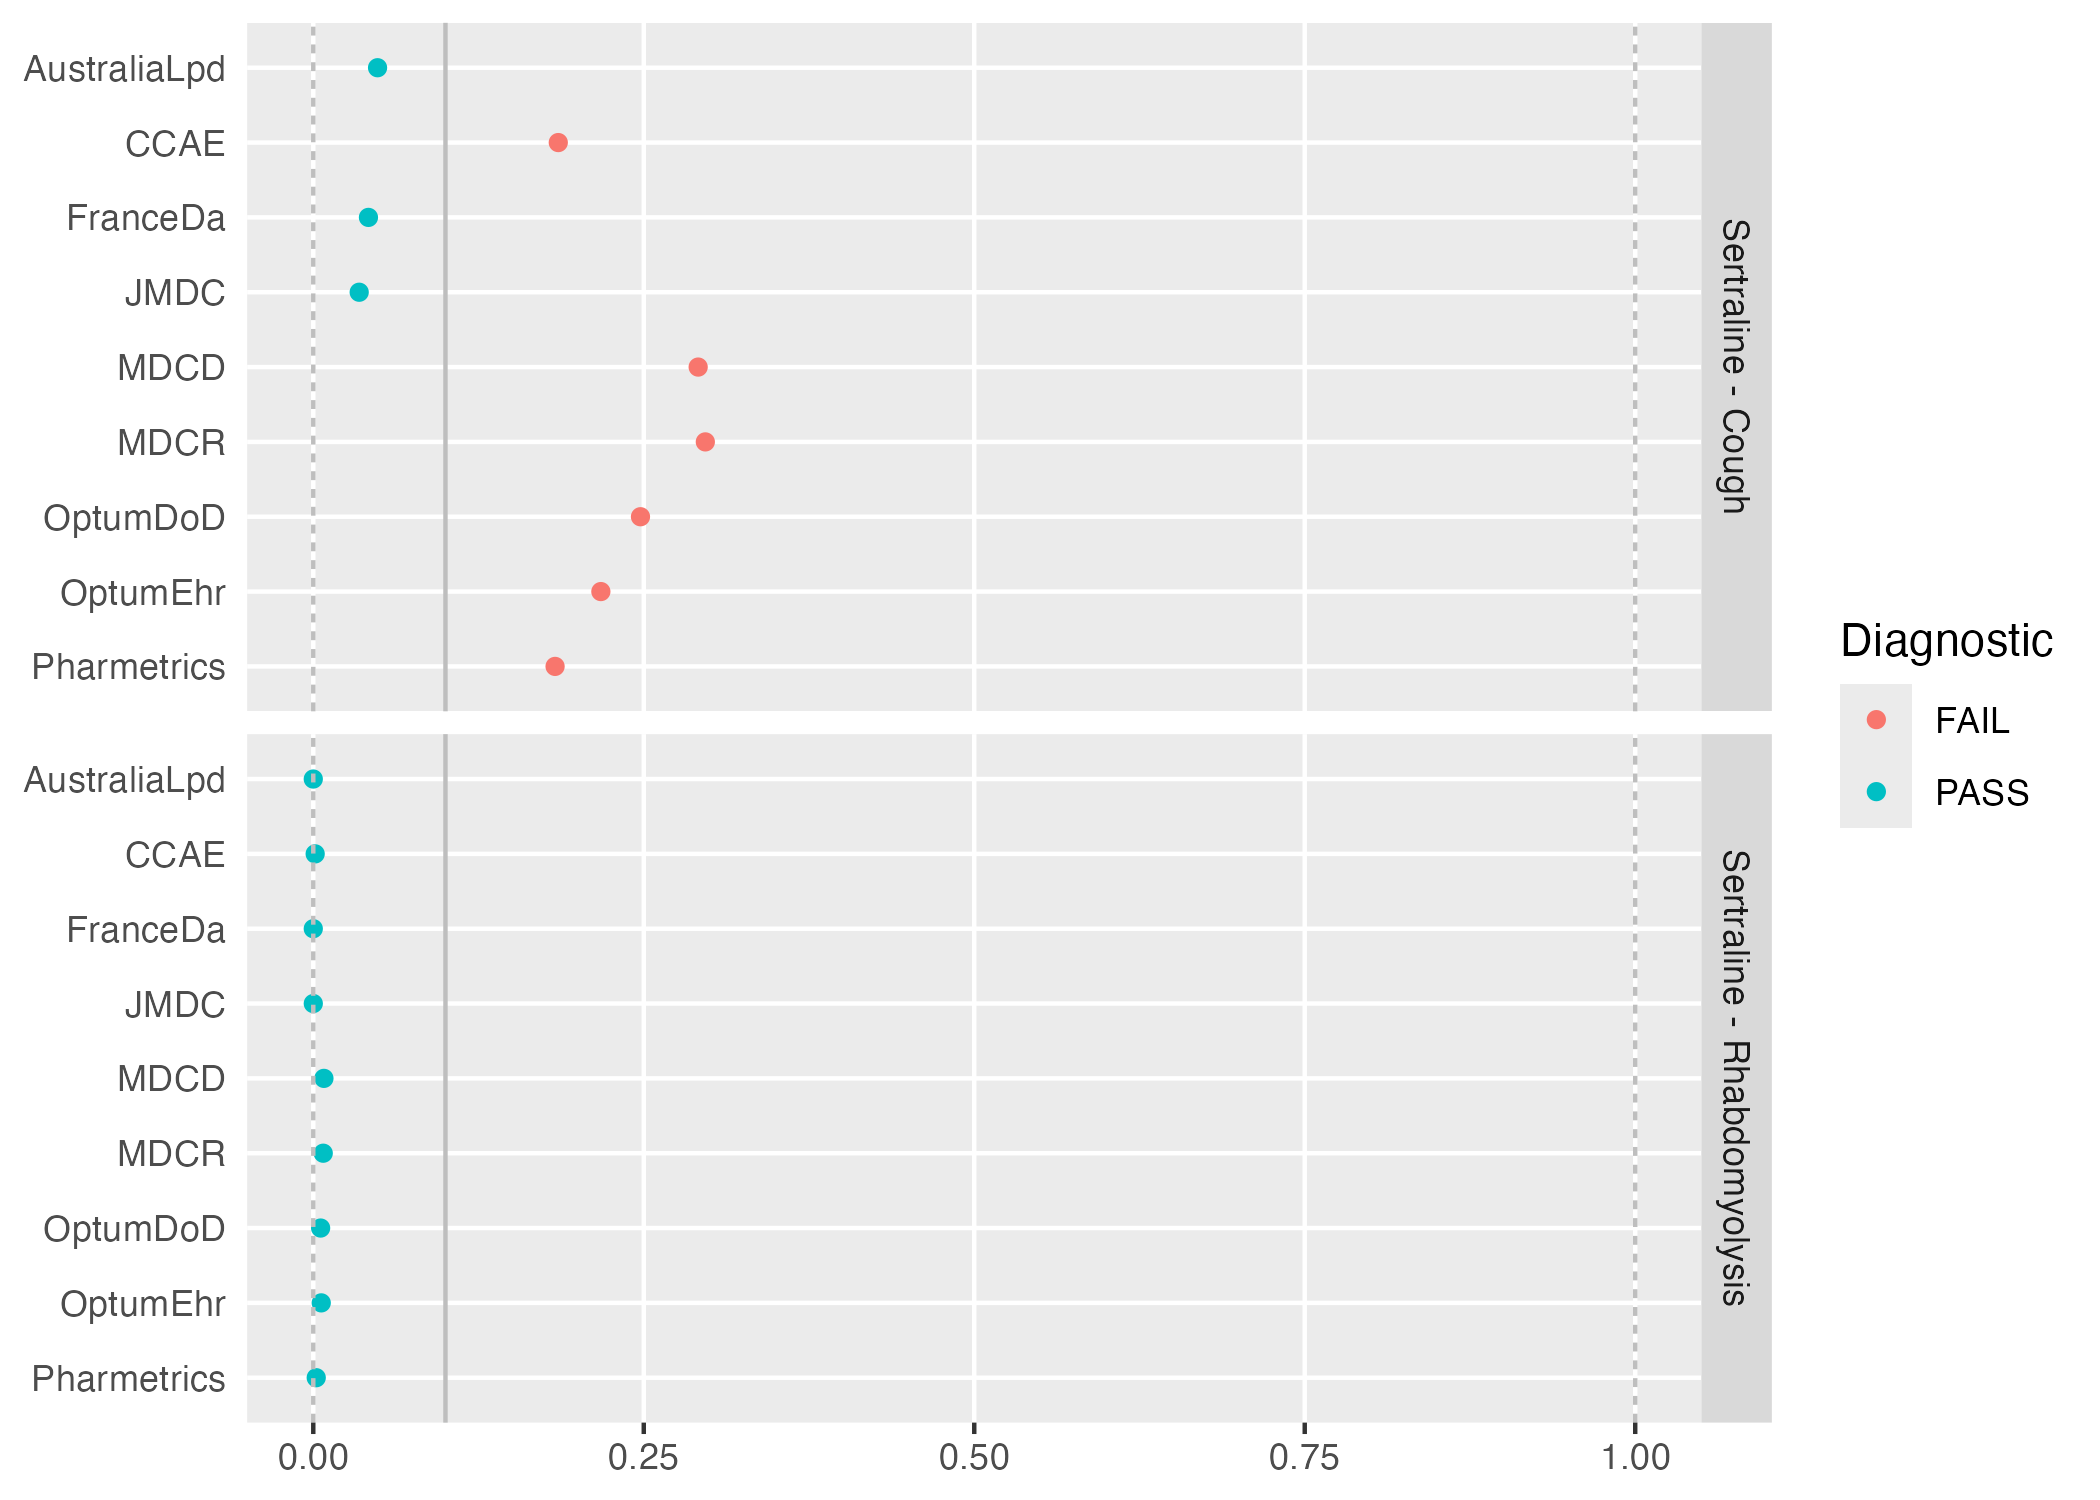 AustraliaLpd
CCAE
FranceDa
JMDC
MDCD
MDCR
OptumDoD
OptumEhr
Pharmetrics
Sertraline - Cough
AustraliaLpd
CCAE
FranceDa
JMDC
MDCD
MDCR
OptumDoD
OptumEhr
Pharmetrics
Sertraline - Rhabdomyolysis
0.00 0.25 0.50 0.75 1.00
Diagnostic
FAIL
PASS